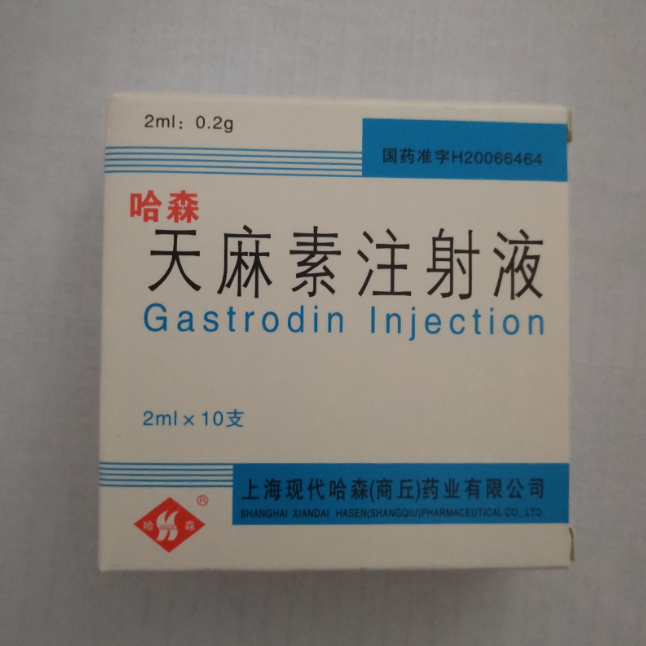 2ml：0.2g
国药准字H20066464
哈森
天麻素注射液
Gastrodin Injection
2ml×10支
上海现代哈森(商丘)药业有限公司
SHANGHAI XIANDAI HASEN(SHANGQIU)PHARMACEUTICAL CO., LTD.
哈 森 ®